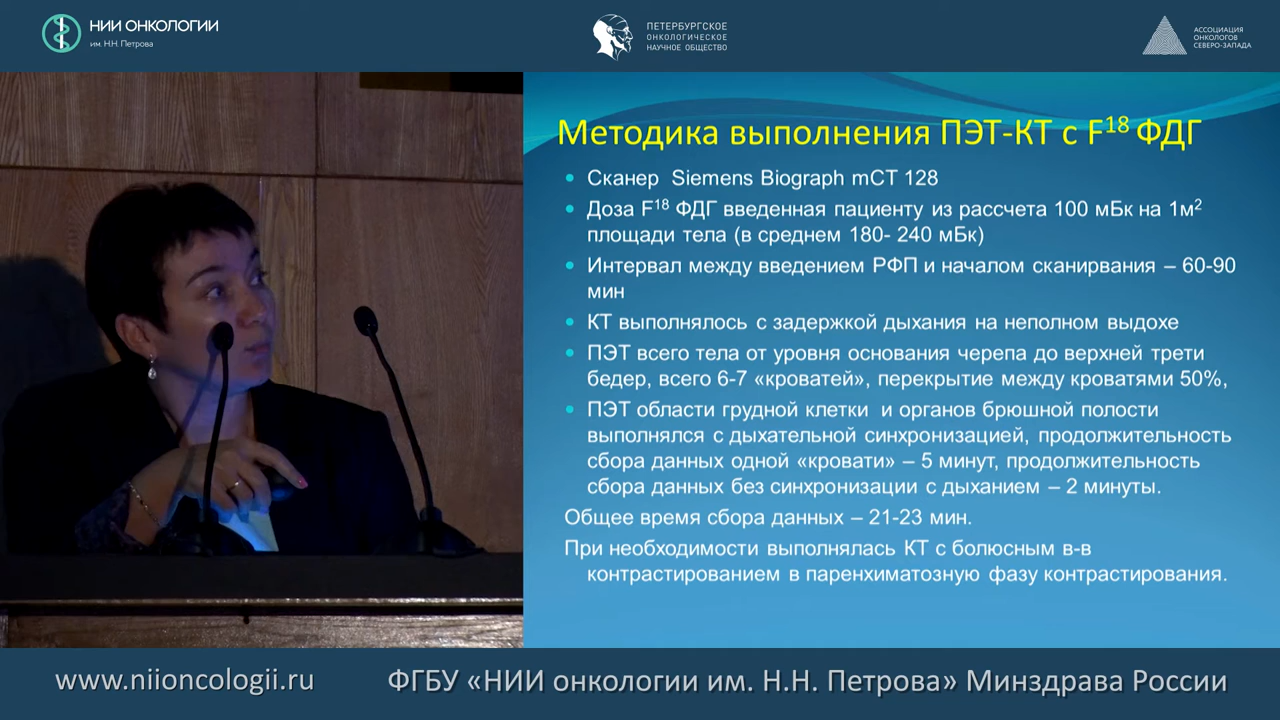 НИИ ОНКОЛОГИИ
им. Н.Н. Петрова
ПЕТЕРБУРГСКОЕ
ОНКОЛОГИЧЕСКОЕ
НАУЧНОЕ ОБЩЕСТВО
АССОЦИАЦИЯ
ОНКОЛОГОВ
СЕВЕРО-ЗАПАДА
Методика выполнения ПЭТ-КТ с F18 ФДГ
• Сканер Siemens Biograph mCT 128
• Доза F18 ФДГ введенная пациенту из рассчета 100 мБк на 1м2
площади тела (в среднем 180- 240 мБк)
• Интервал между введением РФП и началом сканирвания – 60-90
мин
• КТ выполнялось с задержкой дыхания на неполном выдохе
• ПЭТ всего тела от уровня основания черепа до верхней трети
бедер, всего 6-7 «кроватей», перекрытие между кроватями 50%,
• ПЭТ области грудной клетки и органов брюшной полости
выполнялся с дыхательной синхронизацией, продолжительность
сбора данных одной «кровати» – 5 минут, продолжительность
сбора данных без синхронизации с дыханием – 2 минуты.
Общее время сбора данных – 21-23 мин.
При необходимости выполнялась КТ с болюсным в-в
контрастированием в паренхиматозную фазу контрастирования.
www.niioncologii.ru
ФГБУ «НИИ онкологии им. Н.Н. Петрова» Минздрава России